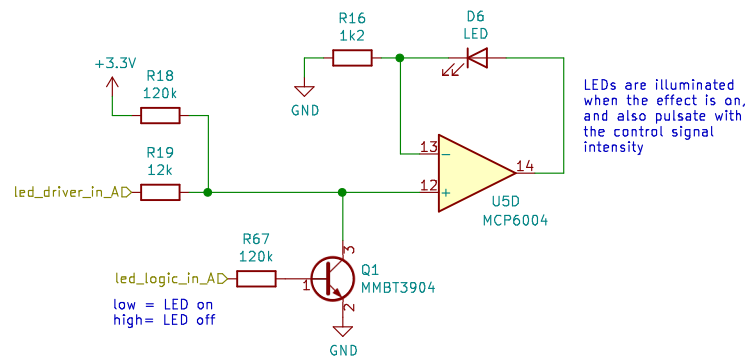 R16
1k2
D6
LED
+3.3V
R18
120k
GND
LEDs are illuminated
when the effect is on,
and also pulsate with
the control signal
intensity
R19
12k
13
14
led_driver_in_A
12
U5D
MCP6004
R67
120k
3
Q1
MMBT3904
led_logic_in_A
1
2
low = LED on
high= LED off
GND